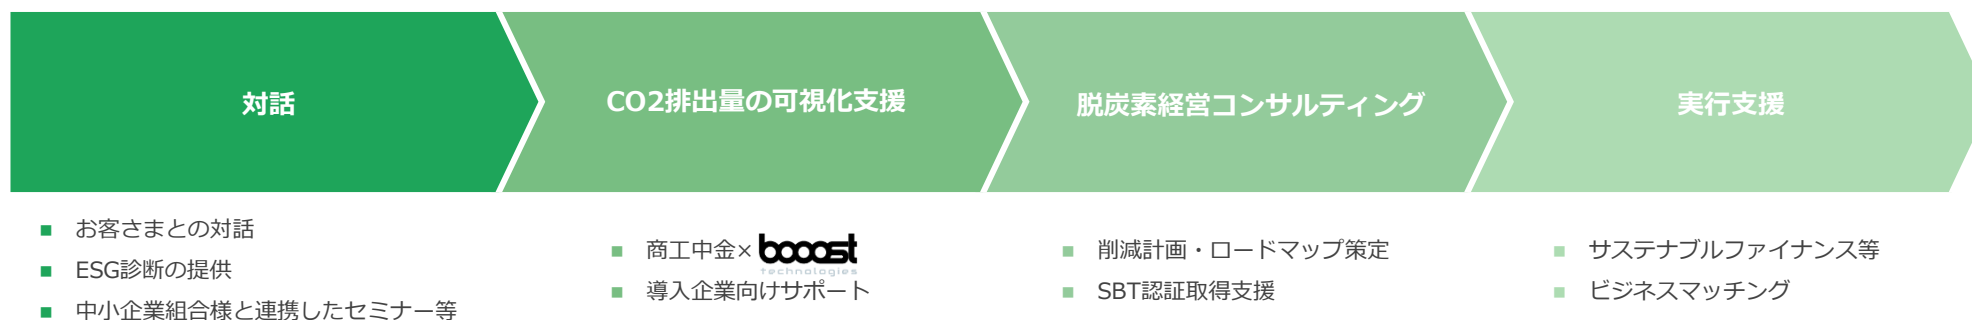 対話
CO2排出量の可視化支援
脱炭素経営コンサルティング
実行支援
■ お客さまとの対話
■ ESG診断の提供
■ 中小企業組合様と連携したセミナー等
■ 商工中金×booost
technologies
■ 導入企業向けサポート
■ 削減計画・ロードマップ策定
■ SBT認証取得支援
■ サステナブルファイナンス等
■ ビジネスマッチング